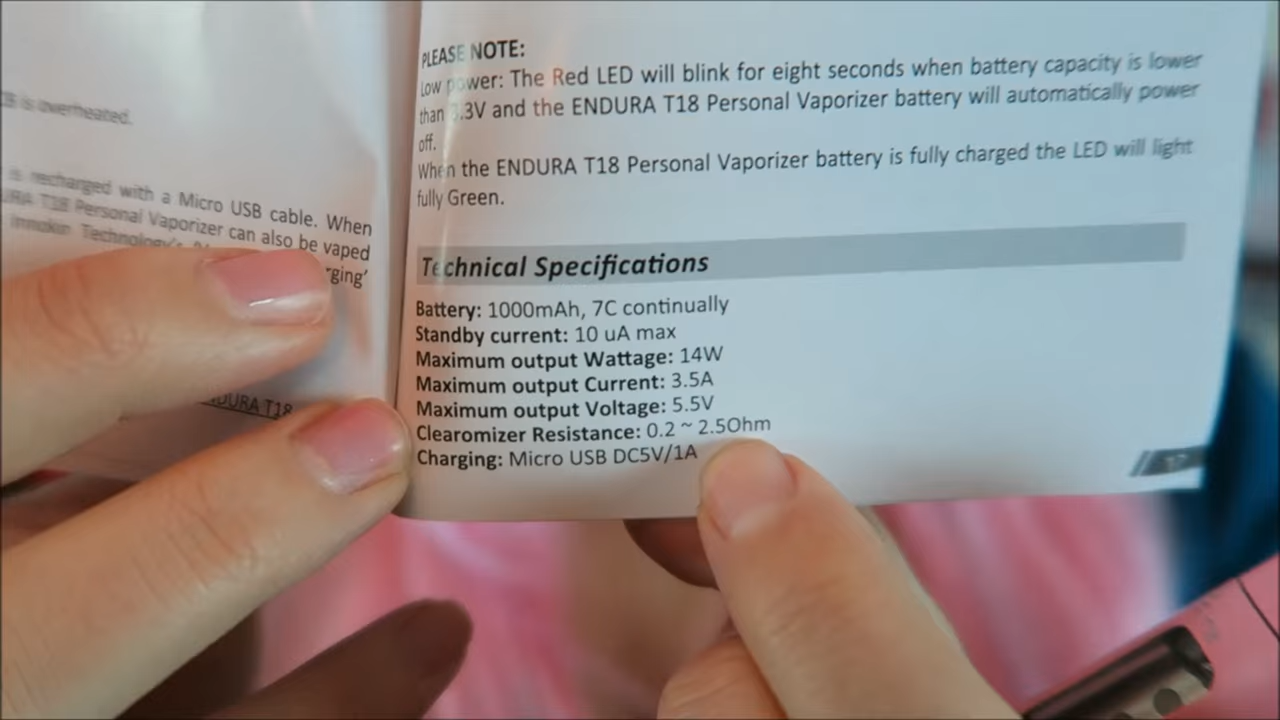 is overheated.
is recharged with a Micro USB cable. When
T18 Personal Vaporizer can also be vaped
Innokin Technology's
rging'
ENDURA T18
PLEASE NOTE:
Low power: The Red LED will blink for eight seconds when battery capacity is lower
than 3.3V and the ENDURA T18 Personal Vaporizer battery will automatically power
off.
When the ENDURA T18 Personal Vaporizer battery is fully charged the LED will light
fully Green.
Technical Specifications
Battery: 1000mAh, 7C continually
Standby current: 10 uA max
Maximum output Wattage: 14W
Maximum output Current: 3.5A
Maximum output Voltage: 5.5V
Clearomizer Resistance: 0.2 ~ 2.5Ohm
Charging: Micro USB DC5V/1A